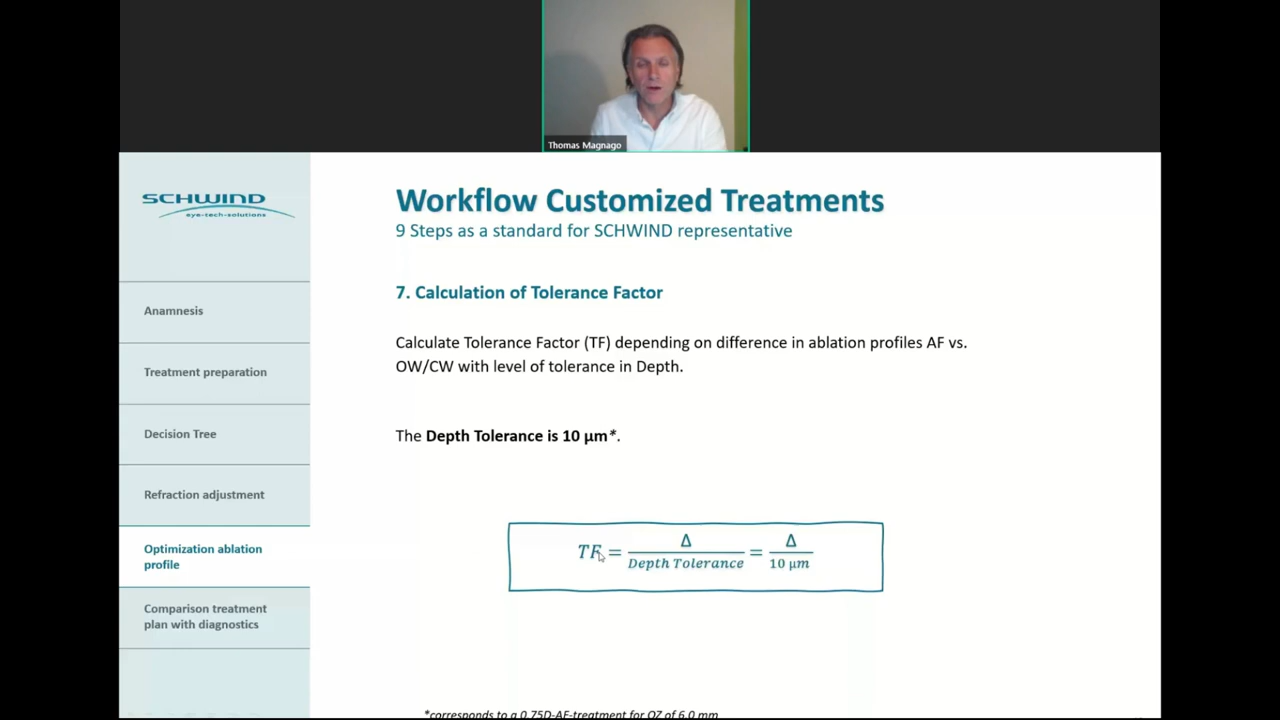 Thomas Magnago
SCHWIND
eye-tech-solutions
Anamnesis
Treatment preparation
Decision Tree
Refraction adjustment
Optimization ablation
profile
Comparison treatment
plan with diagnostics
Workflow Customized Treatments
9 Steps as a standard for SCHWIND representative
7. Calculation of Tolerance Factor
Calculate Tolerance Factor (TF) depending on difference in ablation profiles AF vs.
OW/CW with level of tolerance in Depth.
The Depth Tolerance is 10 µm*.
TF = Δ / Depth Tolerance = Δ / 10 µm
*corresponds to a 0.75D-AF-treatment for OZ of 6.0 mm